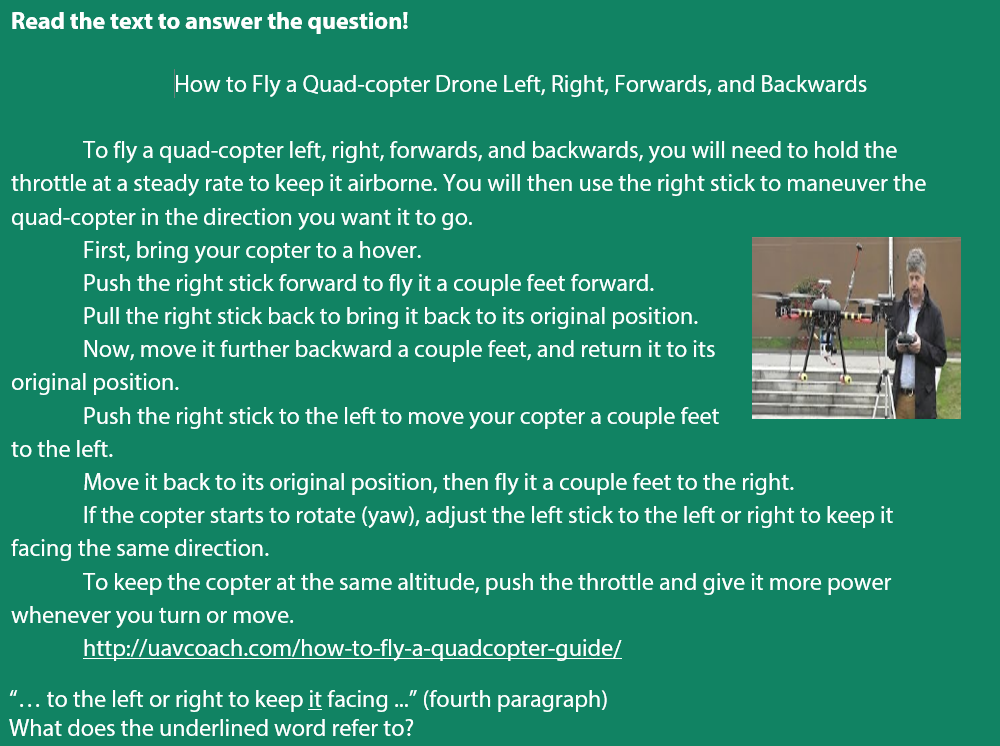 Read the text to answer the question!
How to Fly a Quad-copter Drone Left, Right, Forwards, and Backwards
To fly a quad-copter left, right, forwards, and backwards, you will need to hold the
throttle at a steady rate to keep it airborne. You will then use the right stick to maneuver the
quad-copter in the direction you want it to go.
First, bring your copter to a hover.
Push the right stick forward to fly it a couple feet forward.
Pull the right stick back to bring it back to its original position.
Now, move it further backward a couple feet, and return it to its
original position.
Push the right stick to the left to move your copter a couple feet
to the left.
Move it back to its original position, then fly it a couple feet to the right.
If the copter starts to rotate (yaw), adjust the left stick to the left or right to keep it
facing the same direction.
To keep the copter at the same altitude, push the throttle and give it more power
whenever you turn or move.
http://uavcoach.com/how-to-fly-a-quadcopter-guide/
“… to the left or right to keep it facing ...” (fourth paragraph)
What does the underlined word refer to?